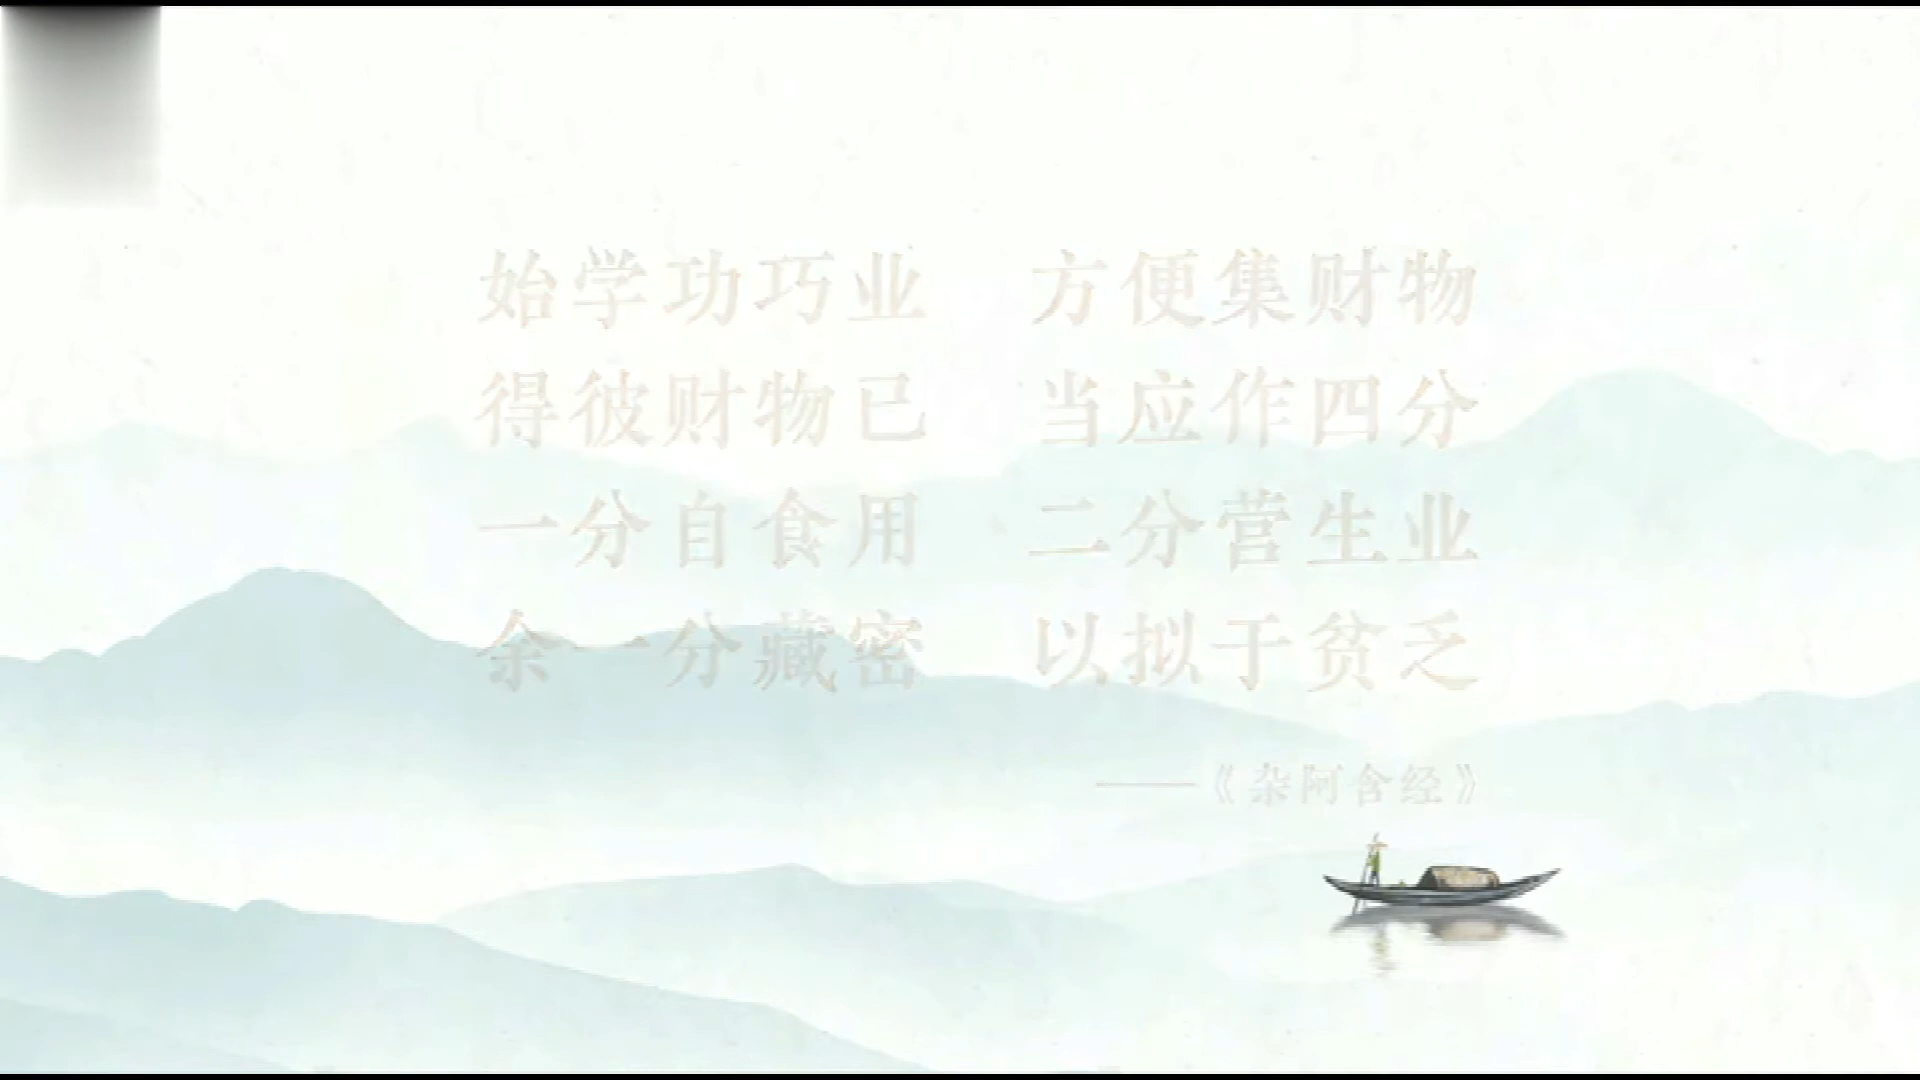 始学功巧业 方便集财物
得彼财物已 当应作四分
一分自食用 二分营生业
余一分藏密 以拟于贫乏
——《杂阿含经》